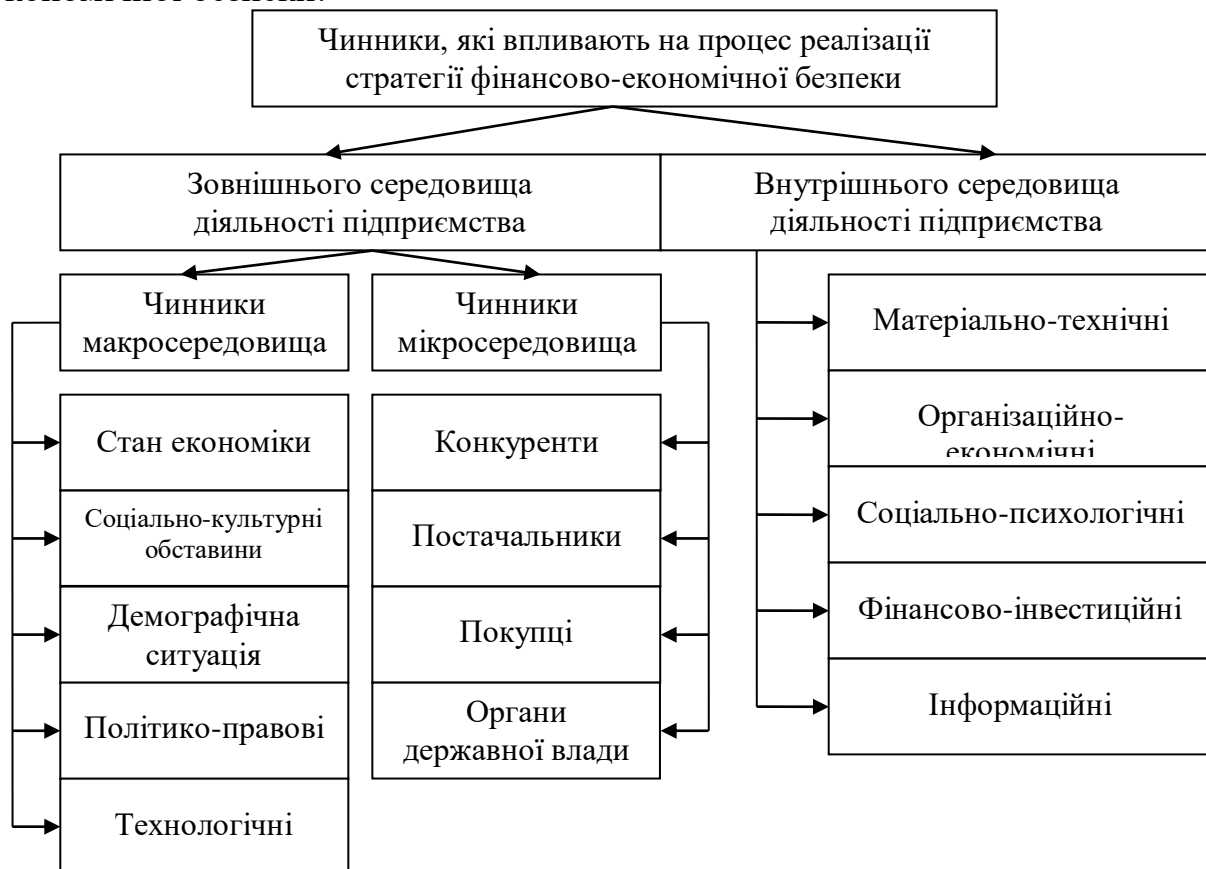 Чинники, які впливають на процес реалізації
стратегії фінансово-економічної безпеки
Зовнішнього середовища
діяльності підприємства
Внутрішнього середовища
діяльності підприємства
Чинники
макросередовища
Чинники
мікросередовища
Стан економіки
Соціально-культурні
обставини
Демографічна
ситуація
Політико-правові
Технологічні
Конкуренти
Постачальники
Покупці
Органи
державної влади
Матеріально-технічні
Організаційно-
економічні
Соціально-психологічні
Фінансово-інвестиційні
Інформаційні